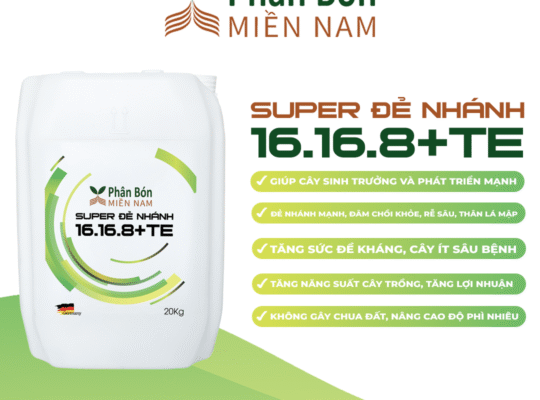 Phân Bón
MIỀN NAM
SUPER ĐẺ NHÁNH
16.16.8+TE
GIÚP CÂY SINH TRƯỞNG VÀ PHÁT TRIỂN MẠNH
ĐẺ NHÁNH MẠNH, ĐÂM CHỒI KHỎE, RỄ SÂU, THÂN LÁ MẬP
TĂNG SỨC ĐỀ KHÁNG, CÂY ÍT SÂU BỆNH
TĂNG NĂNG SUẤT CÂY TRỒNG, TĂNG LỢI NHUẬN
KHÔNG GÂY CHUA ĐẤT, NÂNG CAO ĐỘ PHÌ NHIÊU
Phân Bón
MIỀN NAM
SUPER ĐẺ NHÁNH
16.16.8+TE
Germany
20Kg